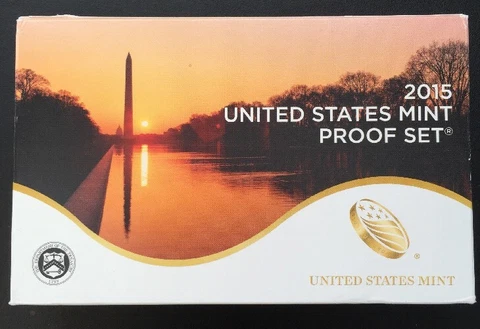 2015
UNITED STATES MINT
PROOF SET®
UNITED STATES MINT